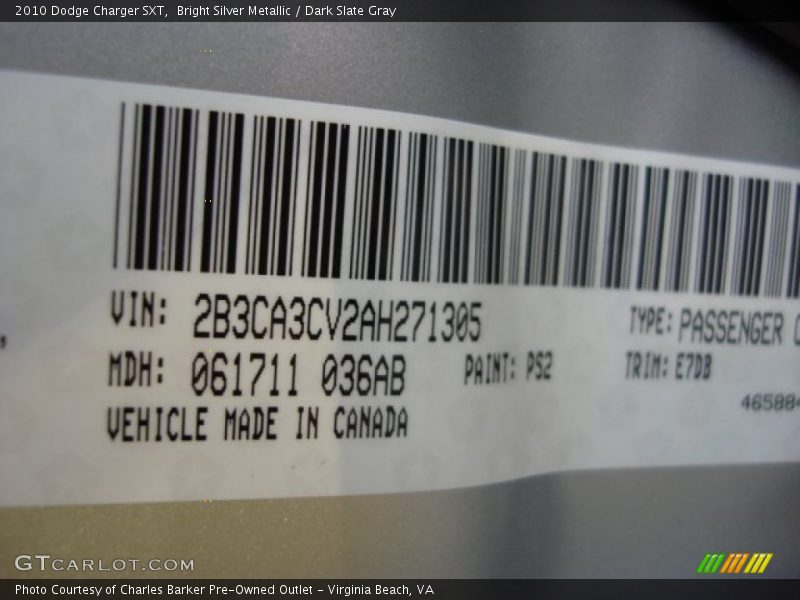 2010 Dodge Charger SXT,  Bright Silver Metallic / Dark Slate Gray
VIN: 2B3CA3CV2AH271305 TYPE: PASSENGER
MDH: 061711 036AB PAINT: PS2 TRIM: E7DB
VEHICLE MADE IN CANADA 46588
GTCARLOT.COM
Photo Courtesy of Charles Barker Pre-Owned Outlet - Virginia Beach, VA